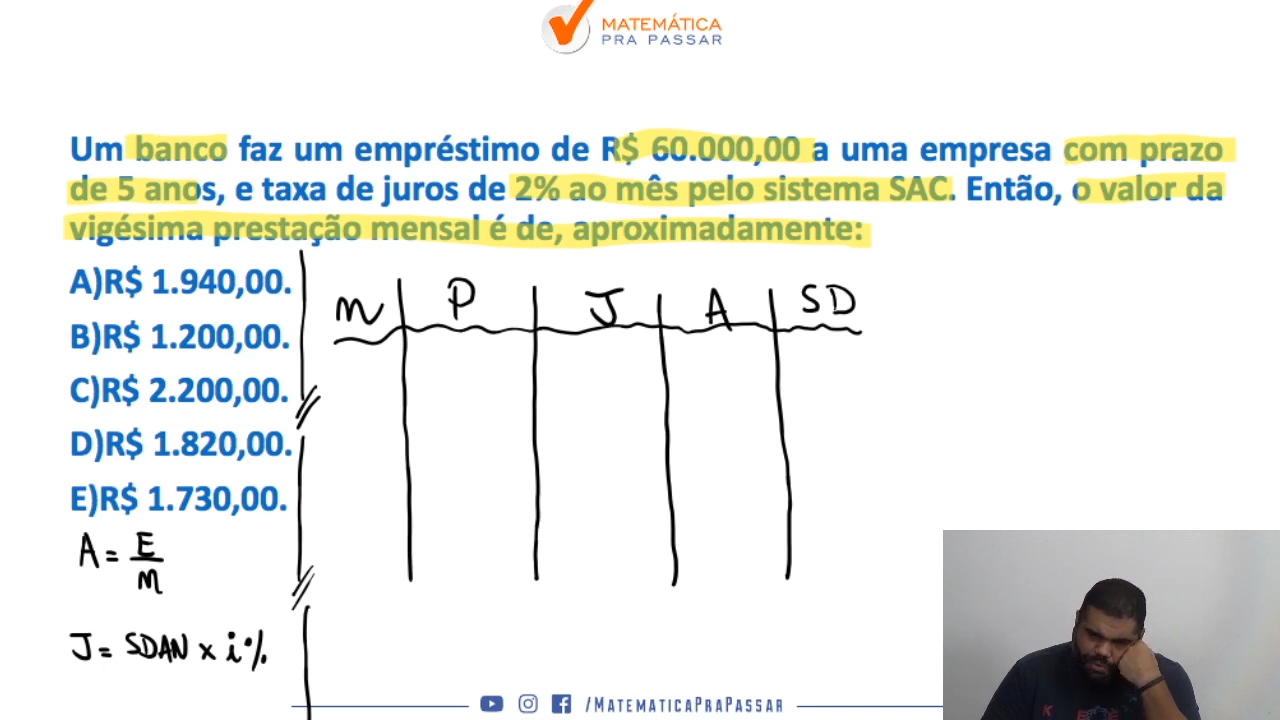 MATEMÁTICA
PRA PASSAR
Um banco faz um empréstimo de R$ 60.000,00 a uma empresa com prazo
de 5 anos, e taxa de juros de 2% ao mês pelo sistema SAC. Então, o valor da
vigésima prestação mensal é de, aproximadamente:
A)R$ 1.940,00.
B)R$ 1.200,00.
C)R$ 2.200,00.
D)R$ 1.820,00.
E)R$ 1.730,00.
n P J A SD
A = E
n
J = SDAN x i%
/MatematicaPraPassar